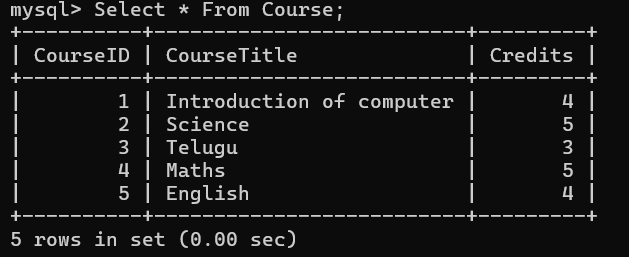 mysql> Select * From Course;
+----------+--------------------------+---------+
| CourseID | CourseTitle              | Credits |
+----------+--------------------------+---------+
|        1 | Introduction of computer |       4 |
|        2 | Science                  |       5 |
|        3 | Telugu                   |       3 |
|        4 | Maths                    |       5 |
|        5 | English                  |       4 |
+----------+--------------------------+---------+
5 rows in set (0.00 sec)